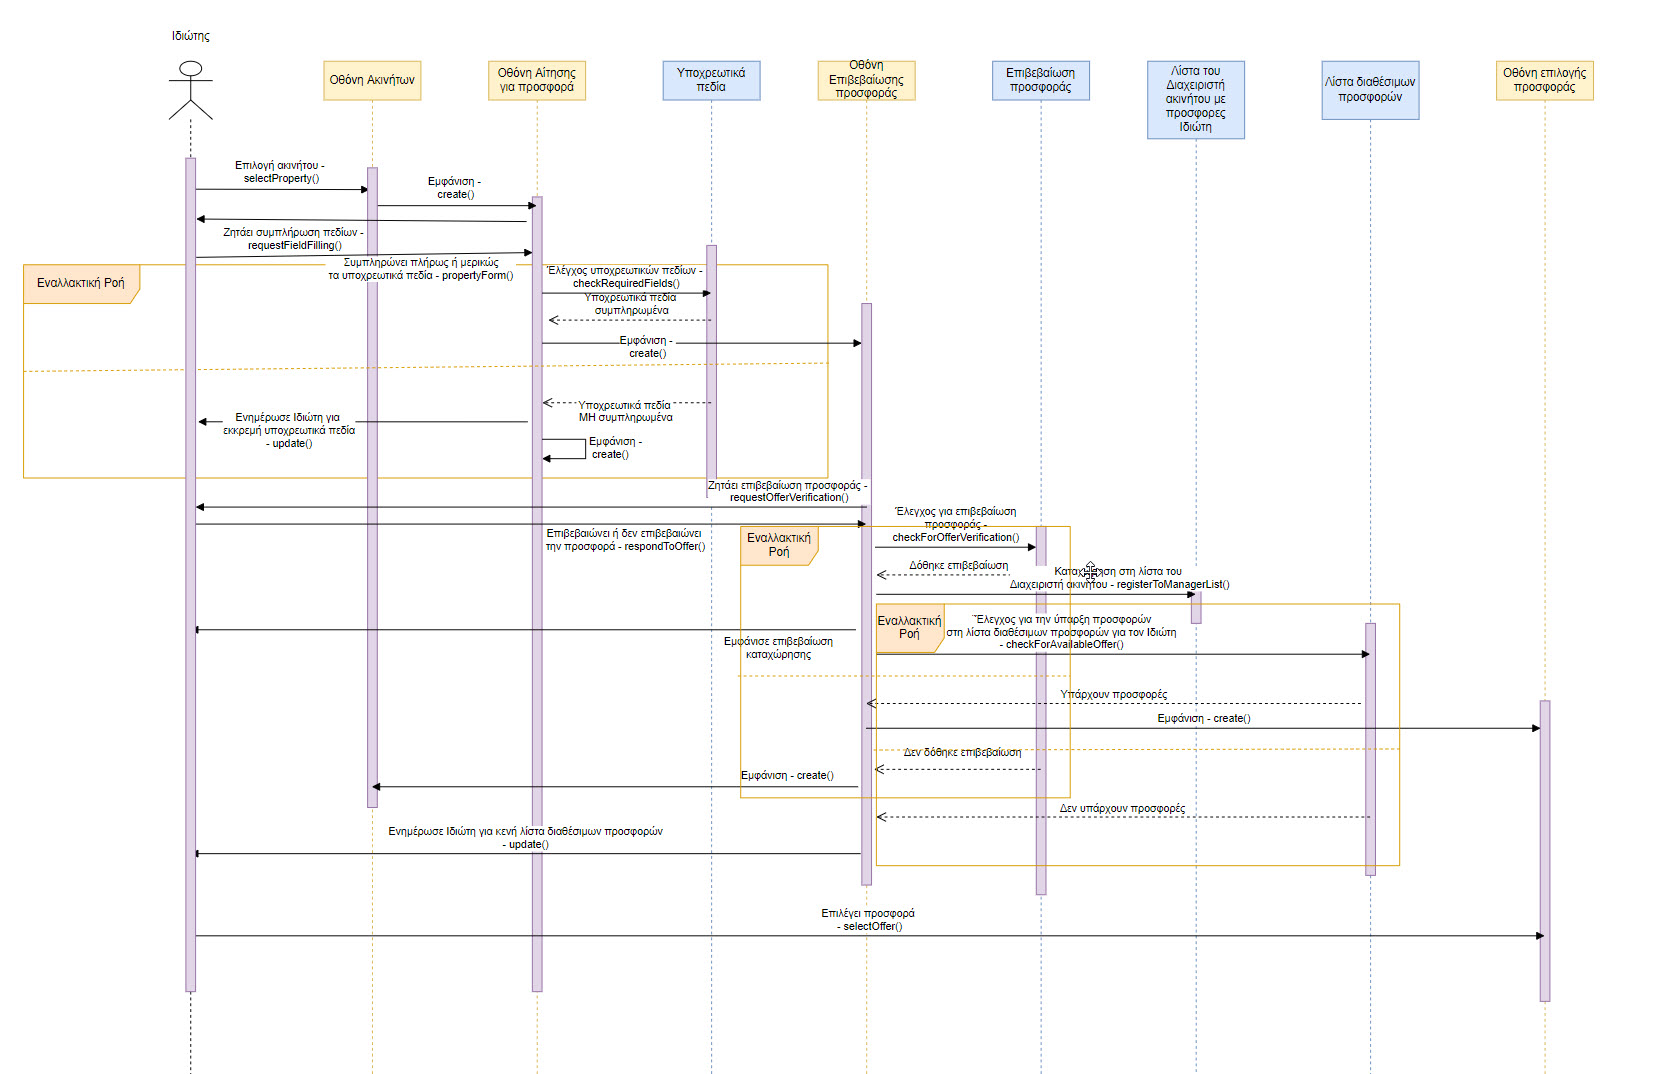 Ιδιώτης
Οθόνη Ακινήτων
Οθόνη Αίτησης
για προσφορά
Υποχρεωτικά
πεδία
Οθόνη
Επιβεβαίωσης
προσφοράς
Επιβεβαίωση
προσφοράς
Λίστα του
Διαχειριστή
ακινήτου με
προσφορες
Ιδιώτη
Λίστα διαθέσιμων
προσφορών
Οθόνη επιλογής
προσφοράς
Επιλογή ακινήτου -
selectProperty()
Εμφάνιση -
create()
Ζητάει συμπλήρωση πεδίων -
requestFieldFilling()
Συμπληρώνει πλήρως ή μερικώς
τα υποχρεωτικά πεδία - propertyForm()
Εναλλακτική Ροή
Έλεγχος υποχρεωτικών πεδίων -
checkRequiredFields()
Υποχρεωτικά πεδία
συμπληρωμένα
Εμφάνιση -
create()
Υποχρεωτικά πεδία
ΜΗ συμπληρωμένα
Ενημέρωσε Ιδιώτη για
εκκρεμή υποχρεωτικά πεδία
- update()
Εμφάνιση -
create()
Ζητάει επιβεβαίωση προσφοράς -
requestOfferVerification()
Επιβεβαιώνει ή δεν επιβεβαιώνει
την προσφορά - respondToOffer()
Εναλλακτική
Ροή
Έλεγχος για επιβεβαίωση
προσφοράς -
checkForOfferVerification()
Δόθηκε επιβεβαίωση
στη λίστα του
Διαχειριστή ακινήτου - registerToManagerList()
Εναλλακτική
Ροή
Έλεγχος για την ύπαρξη προσφορών
στη λίστα διαθέσιμων προσφορών για τον Ιδιώτη
- checkForAvailableOffer()
Εμφάνισε επιβεβαίωση
καταχώρησης
Υπάρχουν προσφορές
Εμφάνιση - create()
Δεν δόθηκε επιβεβαίωση
Εμφάνιση - create()
Δεν υπάρχουν προσφορές
Ενημέρωσε Ιδιώτη για κενή λίστα διαθέσιμων προσφορών
- update()
Επιλέγει προσφορά
- selectOffer()